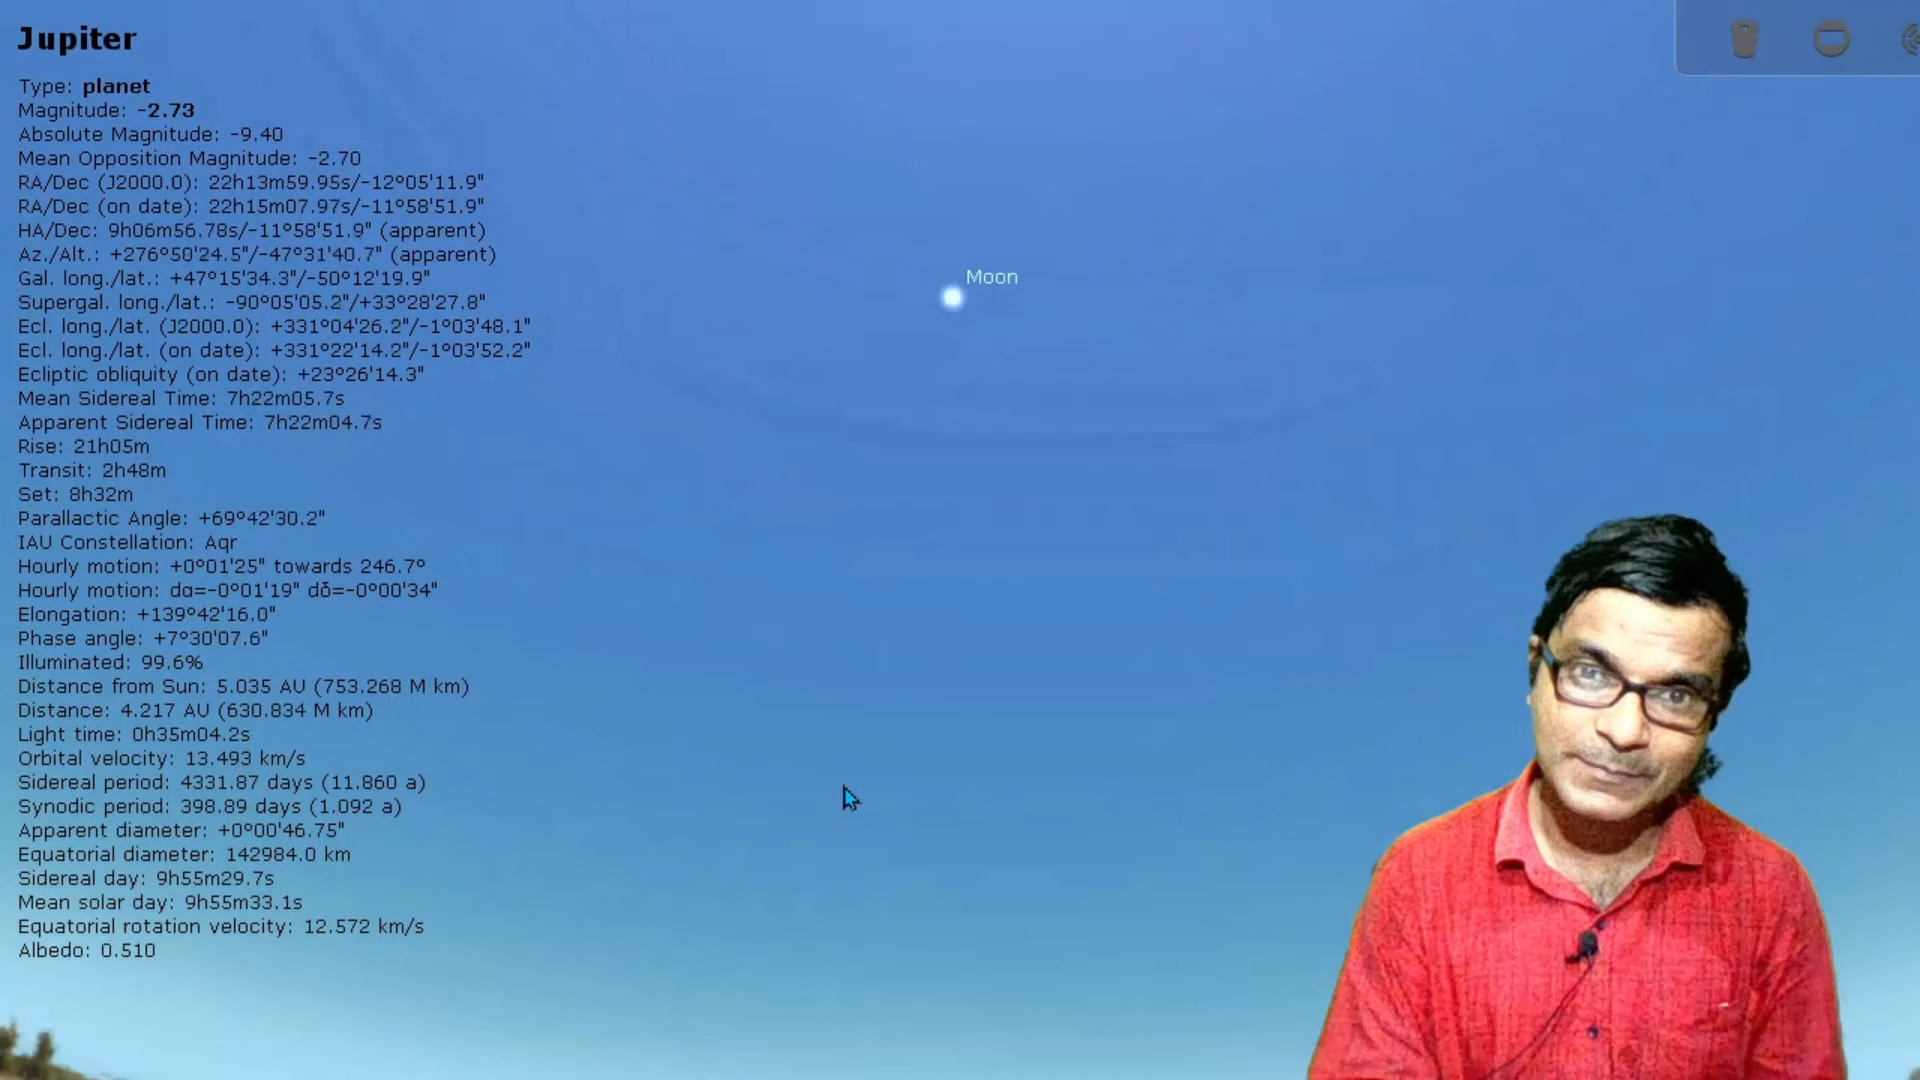 Jupiter
Type: planet
Magnitude: -2.73
Absolute Magnitude: -9.40
Mean Opposition Magnitude: -2.70
RA/Dec (J2000.0): 22h13m59.95s/-12°05'11.9"
RA/Dec (on date): 22h15m07.97s/-11°58'51.9"
HA/Dec: 9h06m56.78s/-11°58'51.9" (apparent)
Az./Alt.: +276°50'24.5"/-47°31'40.7" (apparent)
Gal. long./lat.: +47°15'34.3"/-50°12'19.9"
Supergal. long./lat.: -90°05'05.2"/+33°28'27.8"
Ecl. long./lat. (J2000.0): +331°04'26.2"/-1°03'48.1"
Ecl. long./lat. (on date): +331°22'14.2"/-1°03'52.2"
Ecliptic obliquity (on date): +23°26'14.3"
Mean Sidereal Time: 7h22m05.7s
Apparent Sidereal Time: 7h22m04.7s
Rise: 21h05m
Transit: 2h48m
Set: 8h32m
Parallactic Angle: +69°42'30.2"
IAU Constellation: Aqr
Hourly motion: +0°01'25" towards 246.7°
Hourly motion: dα=-0°01'19" dδ=-0°00'34"
Elongation: +139°42'16.0"
Phase angle: +7°30'07.6"
Illuminated: 99.6%
Distance from Sun: 5.035 AU (753.268 M km)
Distance: 4.217 AU (630.834 M km)
Light time: 0h35m04.2s
Orbital velocity: 13.493 km/s
Sidereal period: 4331.87 days (11.860 a)
Synodic period: 398.89 days (1.092 a)
Apparent diameter: +0°00'46.75"
Equatorial diameter: 142984.0 km
Sidereal day: 9h55m29.7s
Mean solar day: 9h55m33.1s
Equatorial rotation velocity: 12.572 km/s
Albedo: 0.510
Moon